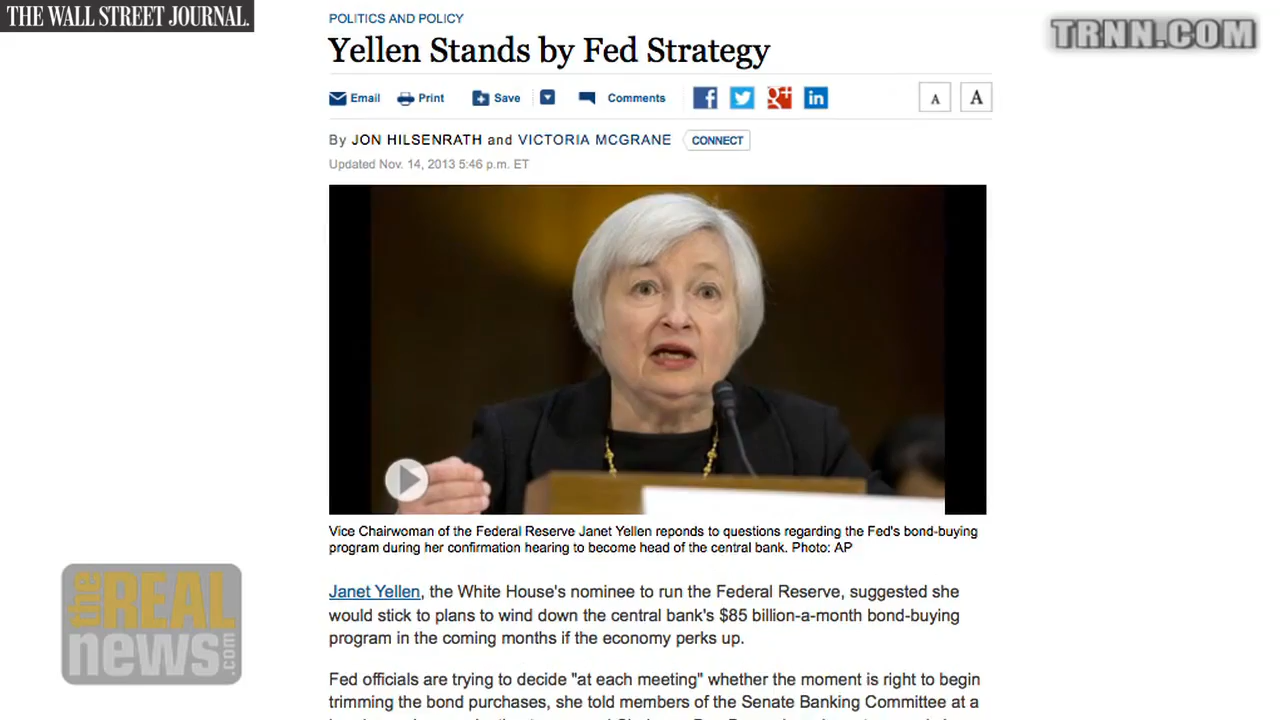 THE WALL STREET JOURNAL.
TRNN.COM
POLITICS AND POLICY
Yellen Stands by Fed Strategy
Email Print Save Comments f g+ in A A
By JON HILSENRATH and VICTORIA MCGRANE CONNECT
Updated Nov. 14, 2013 5:46 p.m. ET
Vice Chairwoman of the Federal Reserve Janet Yellen reponds to questions regarding the Fed's bond-buying
program during her confirmation hearing to become head of the central bank. Photo: AP
Janet Yellen, the White House's nominee to run the Federal Reserve, suggested she
would stick to plans to wind down the central bank's $85 billion-a-month bond-buying
program in the coming months if the economy perks up.
Fed officials are trying to decide "at each meeting" whether the moment is right to begin
trimming the bond purchases, she told members of the Senate Banking Committee at a
the REAL
news.com